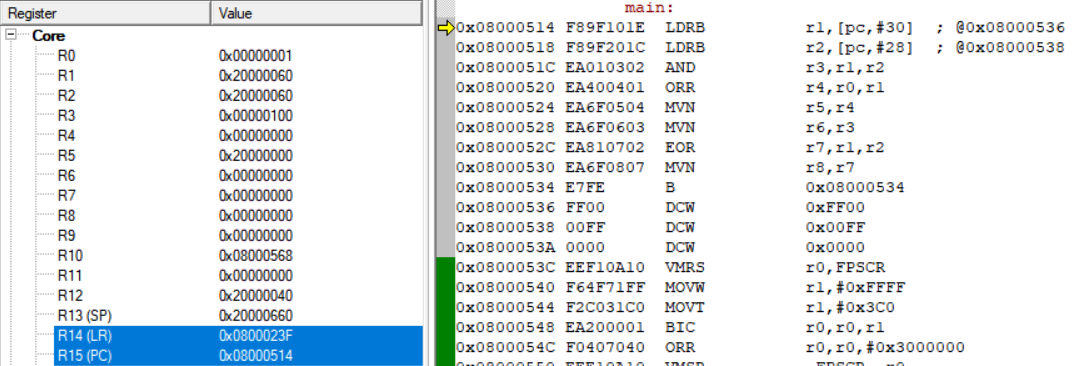 Register Value
Core
R0 0x00000001
R1 0x20000060
R2 0x20000060
R3 0x00000100
R4 0x00000000
R5 0x20000000
R6 0x00000000
R7 0x00000000
R8 0x00000000
R9 0x00000000
R10 0x08000568
R11 0x00000000
R12 0x20000040
R13 (SP) 0x20000660
R14 (LR) 0x0800023F
R15 (PC) 0x08000514
main:
0x08000514 F89F101E LDRB r1,[pc,#30] ; @0x08000536
0x08000518 F89F201C LDRB r2,[pc,#28] ; @0x08000538
0x0800051C EA010302 AND r3,r1,r2
0x08000520 EA400401 ORR r4,r0,r1
0x08000524 EA6F0504 MVN r5,r4
0x08000528 EA6F0603 MVN r6,r3
0x0800052C EA810702 EOR r7,r1,r2
0x08000530 EA6F0807 MVN r8,r7
0x08000534 E7FE B 0x08000534
0x08000536 FF00 DCW 0xFF00
0x08000538 00FF DCW 0x00FF
0x0800053A 0000 DCW 0x0000
0x0800053C EEF10A10 VMRS r0,FPSCR
0x08000540 F64F71FF MOVW r1,#0xFFFF
0x08000544 F2C031C0 MOVT r1,#0x3C0
0x08000548 EA200001 BIC r0,r0,r1
0x0800054C F0407040 ORR r0,r0,#0x3000000